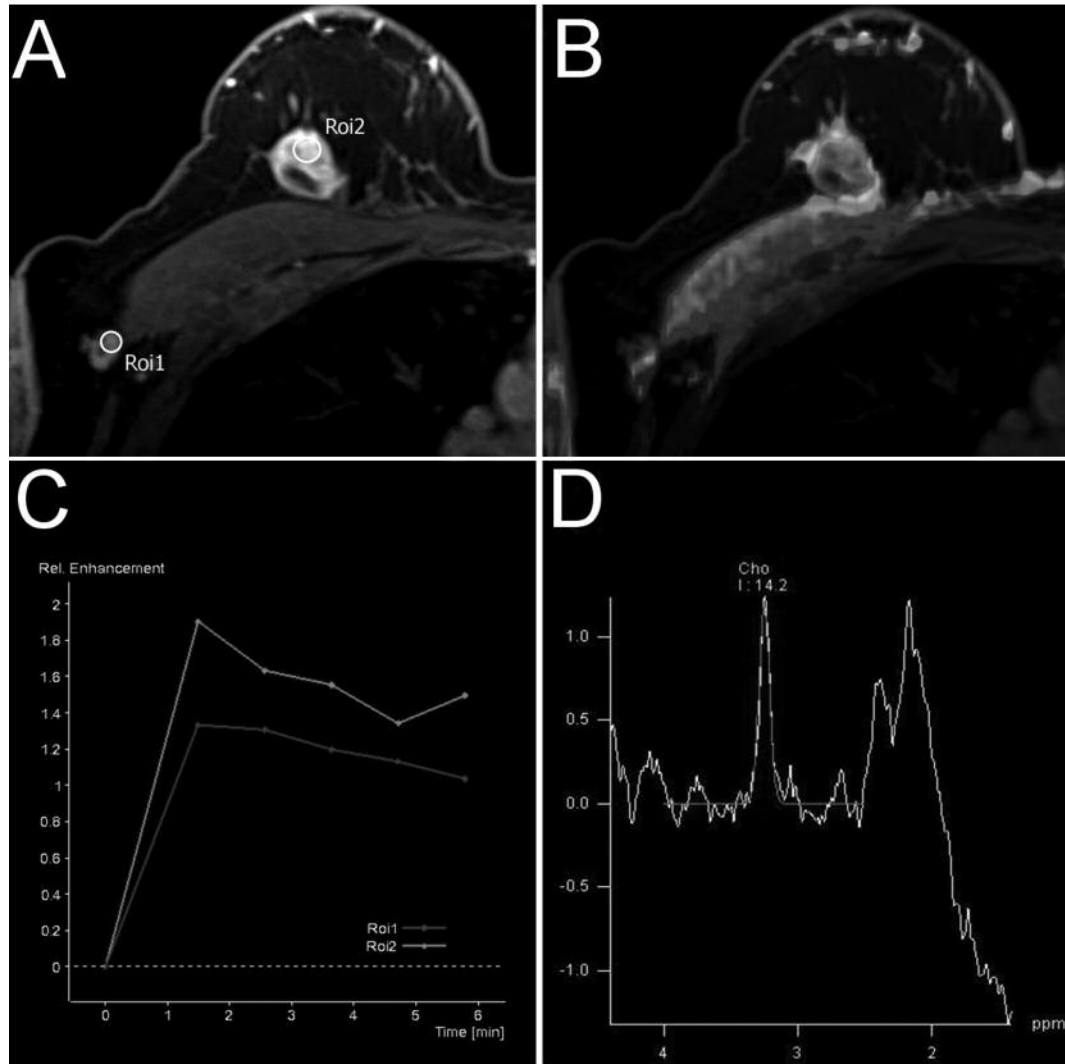 A
Roi2
Roi1
B
C
Rel. Enhancement
2
1.8
1.6
1.4
1.2
1
0.8
0.6
0.4
0.2
0
Roi1
Roi2
0 1 2 3 4 5 6
Time [min]
D
Cho
I : 14.2
1.0
0.5
0.0
-0.5
-1.0
ppm
4 3 2